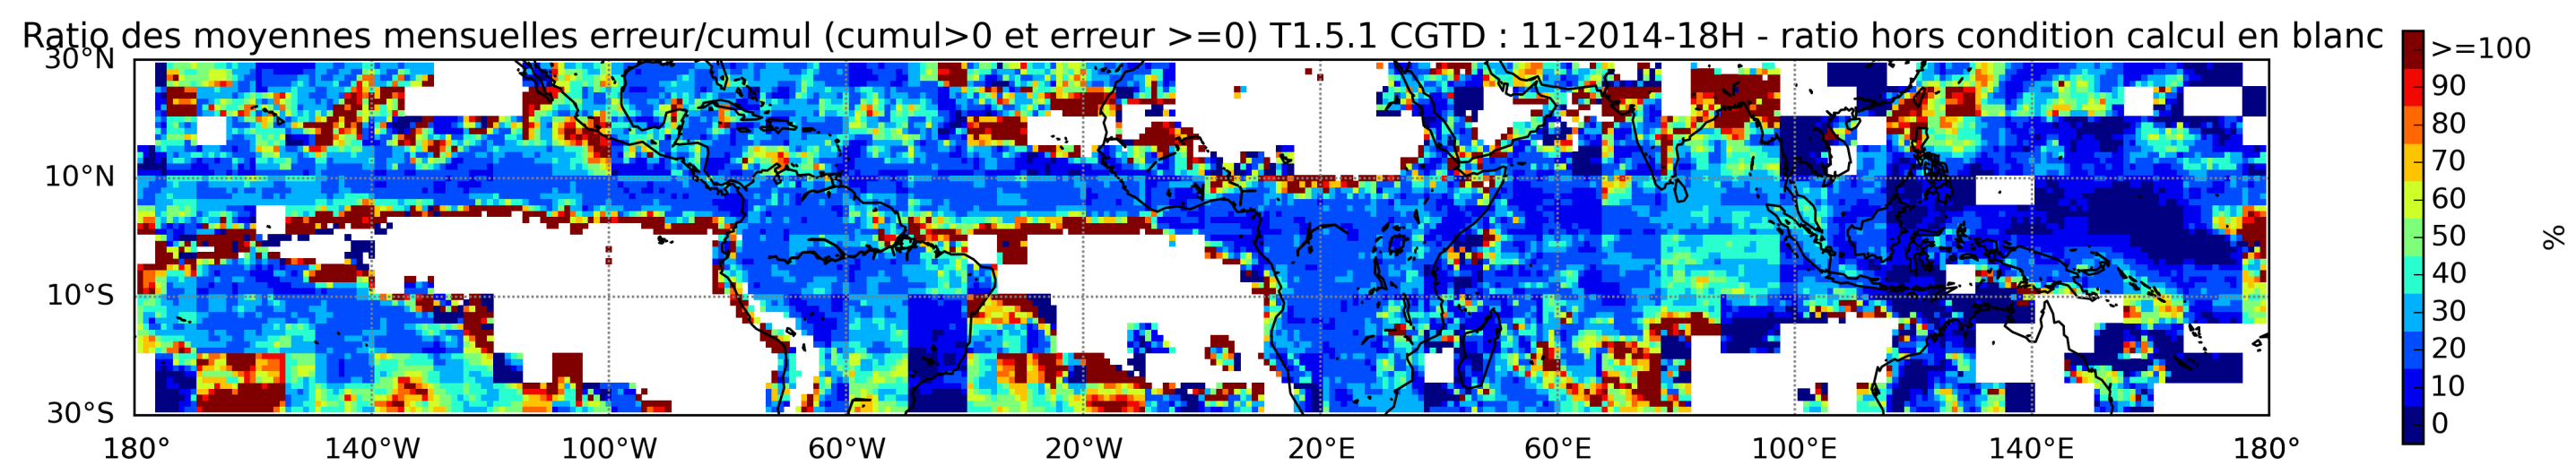 Ratio des moyennes mensuelles erreur/cumul (cumul>0 et erreur >=0) T1.5.1 CGTD : 11-2014-18H - ratio hors condition calcul en blanc
30°N
10°N
10°S
30°S
180°
140°W
100°W
60°W
20°W
20°E
60°E
100°E
140°E
180°
>=100
90
80
70
60
50
40
30
20
10
0
%